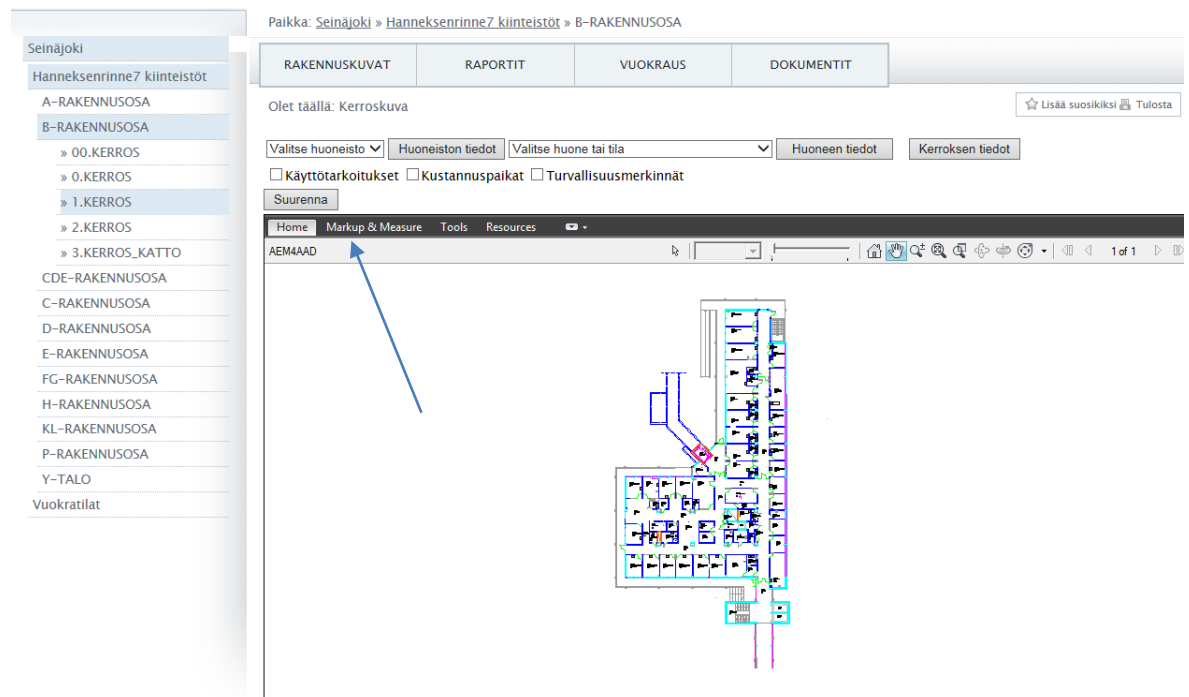 Paikka: Seinäjoki » Hanneksenrinne7 kiinteistöt » B-RAKENNUSOSA
Seinäjoki
Hanneksenrinne7 kiinteistöt
A-RAKENNUSOSA
B-RAKENNUSOSA
» 00.KERROS
» 0.KERROS
» 1.KERROS
» 2.KERROS
» 3.KERROS_KATTO
CDE-RAKENNUSOSA
C-RAKENNUSOSA
D-RAKENNUSOSA
E-RAKENNUSOSA
FG-RAKENNUSOSA
H-RAKENNUSOSA
KL-RAKENNUSOSA
P-RAKENNUSOSA
Y-TALO
Vuokratilat
RAKENNUSKUVAT RAPORTIT VUOKRAUS DOKUMENTIT
Olet täällä: Kerroskuva
Lisää suosikiksi Tulosta
Valitse huoneisto Huoneiston tiedot Valitse huone tai tila Huoneen tiedot Kerroksen tiedot
Käyttötarkoitukset Kustannuspaikat Turvallisuusmerkinnät
Suurenna
Home Markup & Measure Tools Resources
AEM4AAD 1 of 1